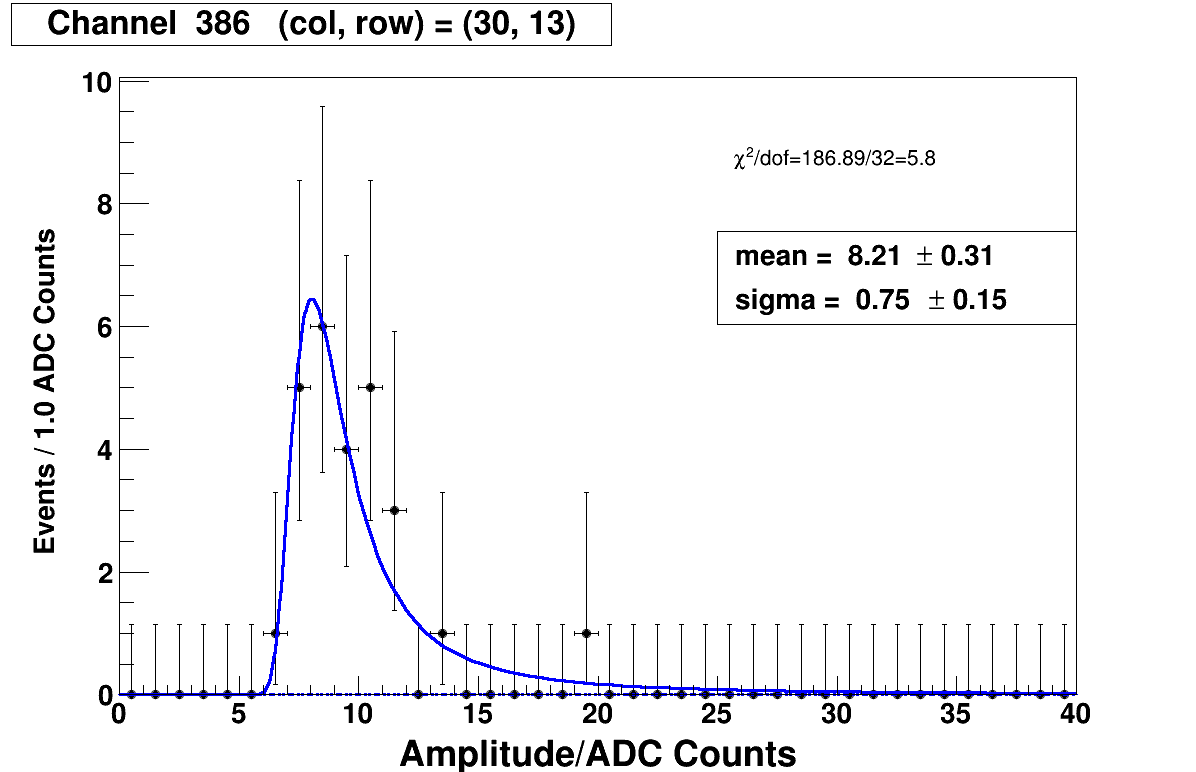 Channel 386 (col, row) = (30, 13)
χ²/dof=186.89/32=5.8
mean = 8.21 ± 0.31
sigma = 0.75 ± 0.15
Events / 1.0 ADC Counts
10
8
6
4
2
0
0 5 10 15 20 25 30 35 40
Amplitude/ADC Counts